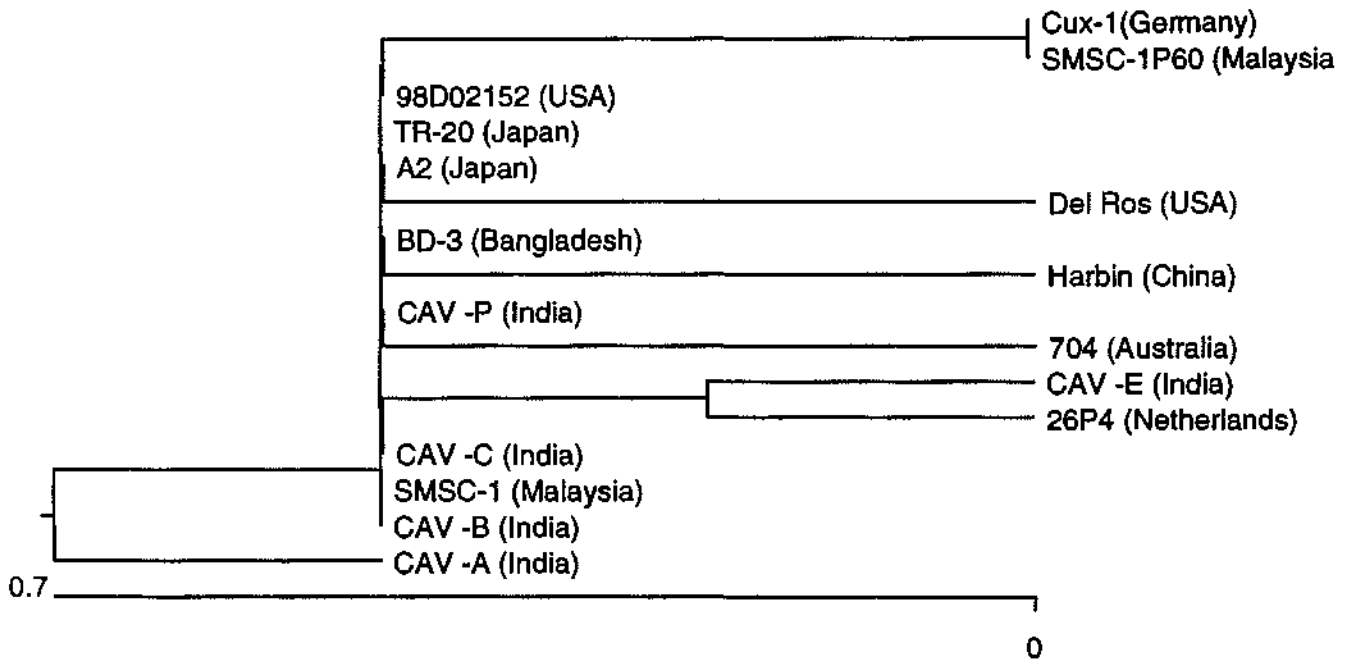 Cux-1(Germany)
SMSC-1P60 (Malaysia
98D02152 (USA)
TR-20 (Japan)
A2 (Japan)
Del Ros (USA)
BD-3 (Bangladesh)
Harbin (China)
CAV -P (India)
704 (Australia)
CAV -E (India)
26P4 (Netherlands)
CAV -C (India)
SMSC-1 (Malaysia)
CAV -B (India)
CAV -A (India)
0.7
0